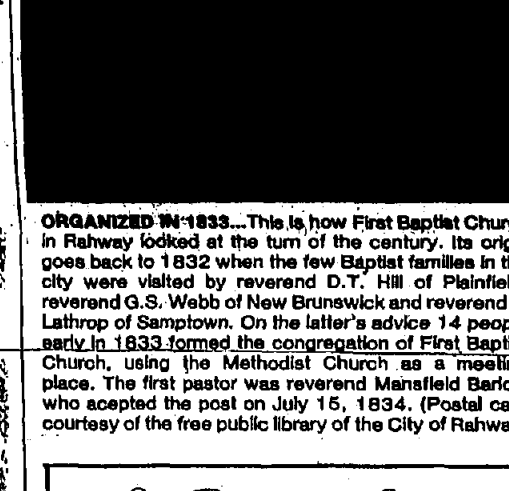 ORGANIZED IN 1833...This is how First Baptist Chur
in Rahway looked at the turn of the century. Its orig
goes back to 1832 when the few Baptist families in t
city were visited by reverend D.T. Hill of Plainfie
reverend G.S. Webb of New Brunswick and reverend
Lathrop of Samptown. On the latter's advice 14 peop
early in 1833 formed the congregation of First Bapti
Church, using the Methodist Church as a meeti
place. The first pastor was reverend Mansfield Barlo
who acepted the post on July 15, 1834. (Postal ca
courtesy of the free public library of the City of Rahwa